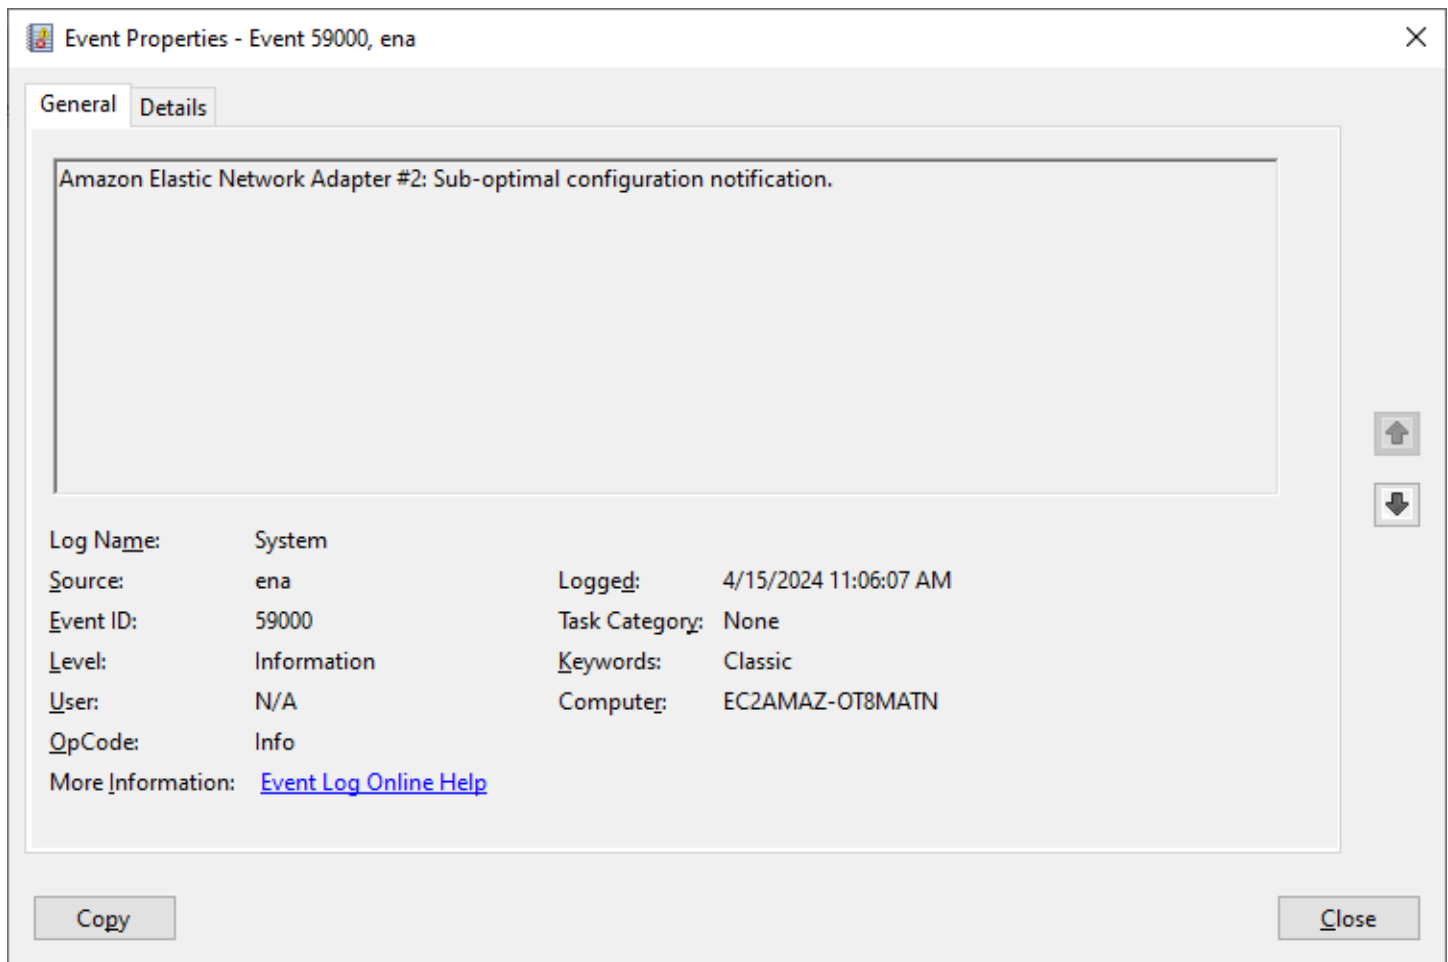 Event Properties - Event 59000, ena
General Details
Amazon Elastic Network Adapter #2: Sub-optimal configuration notification.
Log Name: System
Source: ena Logged: 4/15/2024 11:06:07 AM
Event ID: 59000 Task Category: None
Level: Information Keywords: Classic
User: N/A Computer: EC2AMAZ-OT8MATN
OpCode: Info
More Information: Event Log Online Help
Copy Close